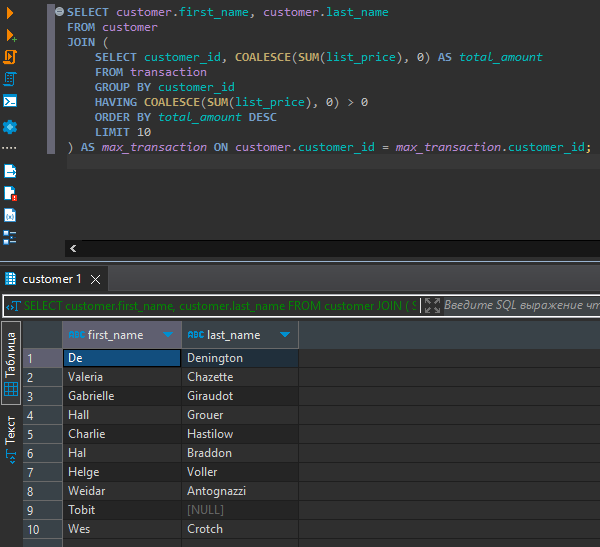 SELECT customer.first_name, customer.last_name
FROM customer
JOIN (
SELECT customer_id, COALESCE(SUM(list_price), 0) AS total_amount
FROM transaction
GROUP BY customer_id
HAVING COALESCE(SUM(list_price), 0) > 0
ORDER BY total_amount DESC
LIMIT 10
) AS max_transaction ON customer.customer_id = max_transaction.customer_id;
customer 1
SELECT customer.first_name, customer.last_name FROM customer JOIN ( S
Введите SQL выражение чт
Таблица
Текст
ABC first_name ABC last_name
1 De Denington
2 Valeria Chazette
3 Gabrielle Giraudot
4 Hall Grouer
5 Charlie Hastilow
6 Hal Braddon
7 Helge Voller
8 Weidar Antognazzi
9 Tobit [NULL]
10 Wes Crotch